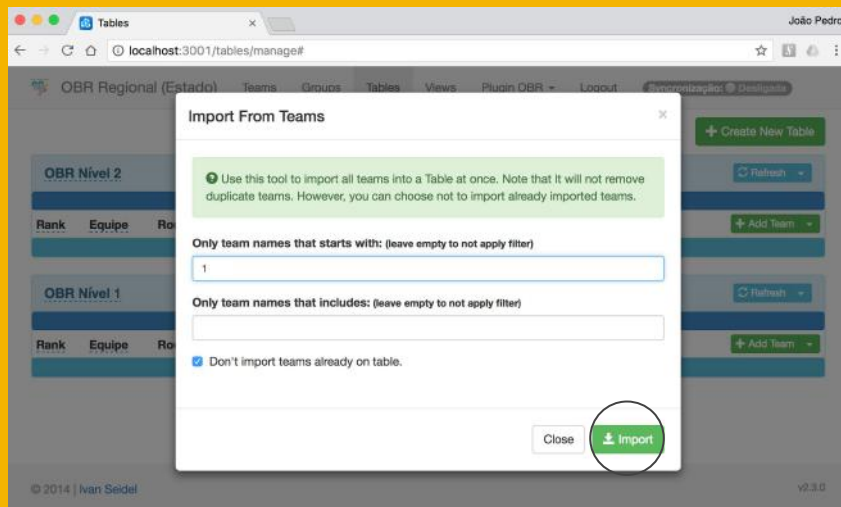 Tables
João Pedro
localhost:3001/tables/manage#
OBR Regional (Estado) Teams Groups Tables Views Plugin OBR Logout Syncronização: Desligada
Import From Teams
Create New Table
Use this tool to import all teams into a Table at once. Note that It will not remove
duplicate teams. However, you can choose not to import already imported teams.
OBR Nível 2
Refresh
Rank Equipe
Add Team
Only team names that starts with: (leave empty to not apply filter)
1
OBR Nível 1
Refresh
Only team names that includes: (leave empty to not apply filter)
Rank Equipe
Add Team
Don't import teams already on table.
Close Import
© 2014 | Ivan Seidel
v2.3.0